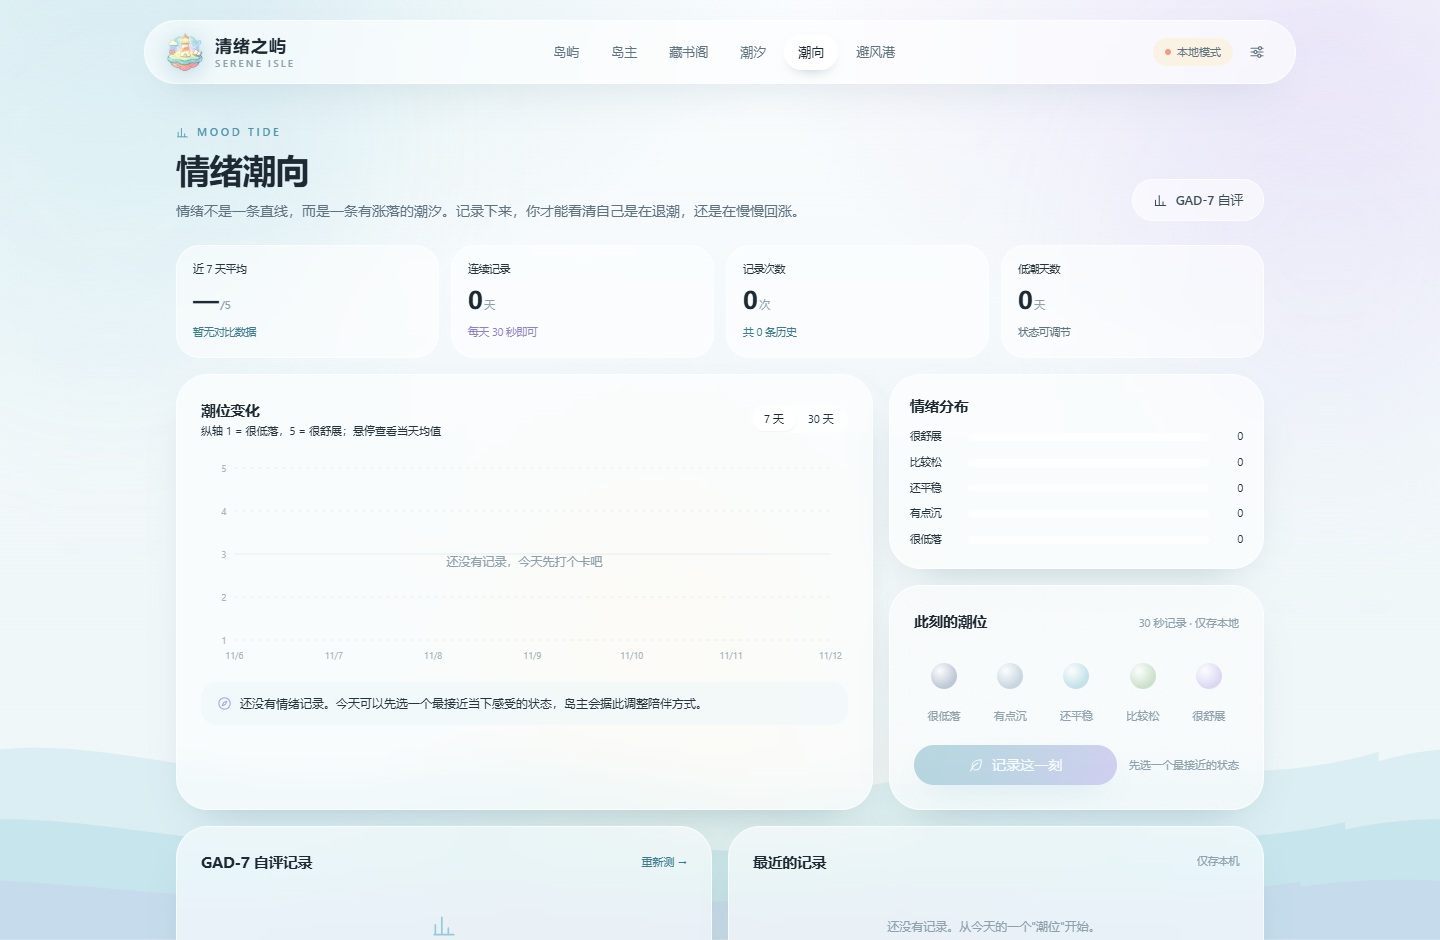 清绪之屿
SERENE ISLE
岛屿
岛主
藏书阁
潮汐
潮向
避风港
本地模式
MOOD TIDE
情绪潮向
情绪不是一条直线，而是一条有涨落的潮汐。记录下来，你才能看清自己是在退潮，还是在慢慢回涨。
GAD-7 自评
近 7 天平均
—/5
暂无对比数据
连续记录
0天
每天 30 秒即可
记录次数
0次
共 0 条历史
低潮天数
0天
状态可调节
潮位变化
纵轴 1 = 很低落，5 = 很舒展；悬停查看当天均值
7 天
30 天
5
4
3
2
1
还没有记录，今天先打个卡吧
11/6
11/7
11/8
11/9
11/10
11/11
11/12
还没有情绪记录。今天可以先选一个最接近当下感受的状态，岛主会据此调整陪伴方式。
情绪分布
很舒展 0
比较松 0
还平稳 0
有点沉 0
很低落 0
此刻的潮位
30 秒记录 · 仅存本地
很低落
有点沉
还平稳
比较松
很舒展
记录这一刻
先选一个最接近的状态
GAD-7 自评记录
重新测 →
最近的记录
仅存本机
还没有记录。从今天的一个"潮位"开始。